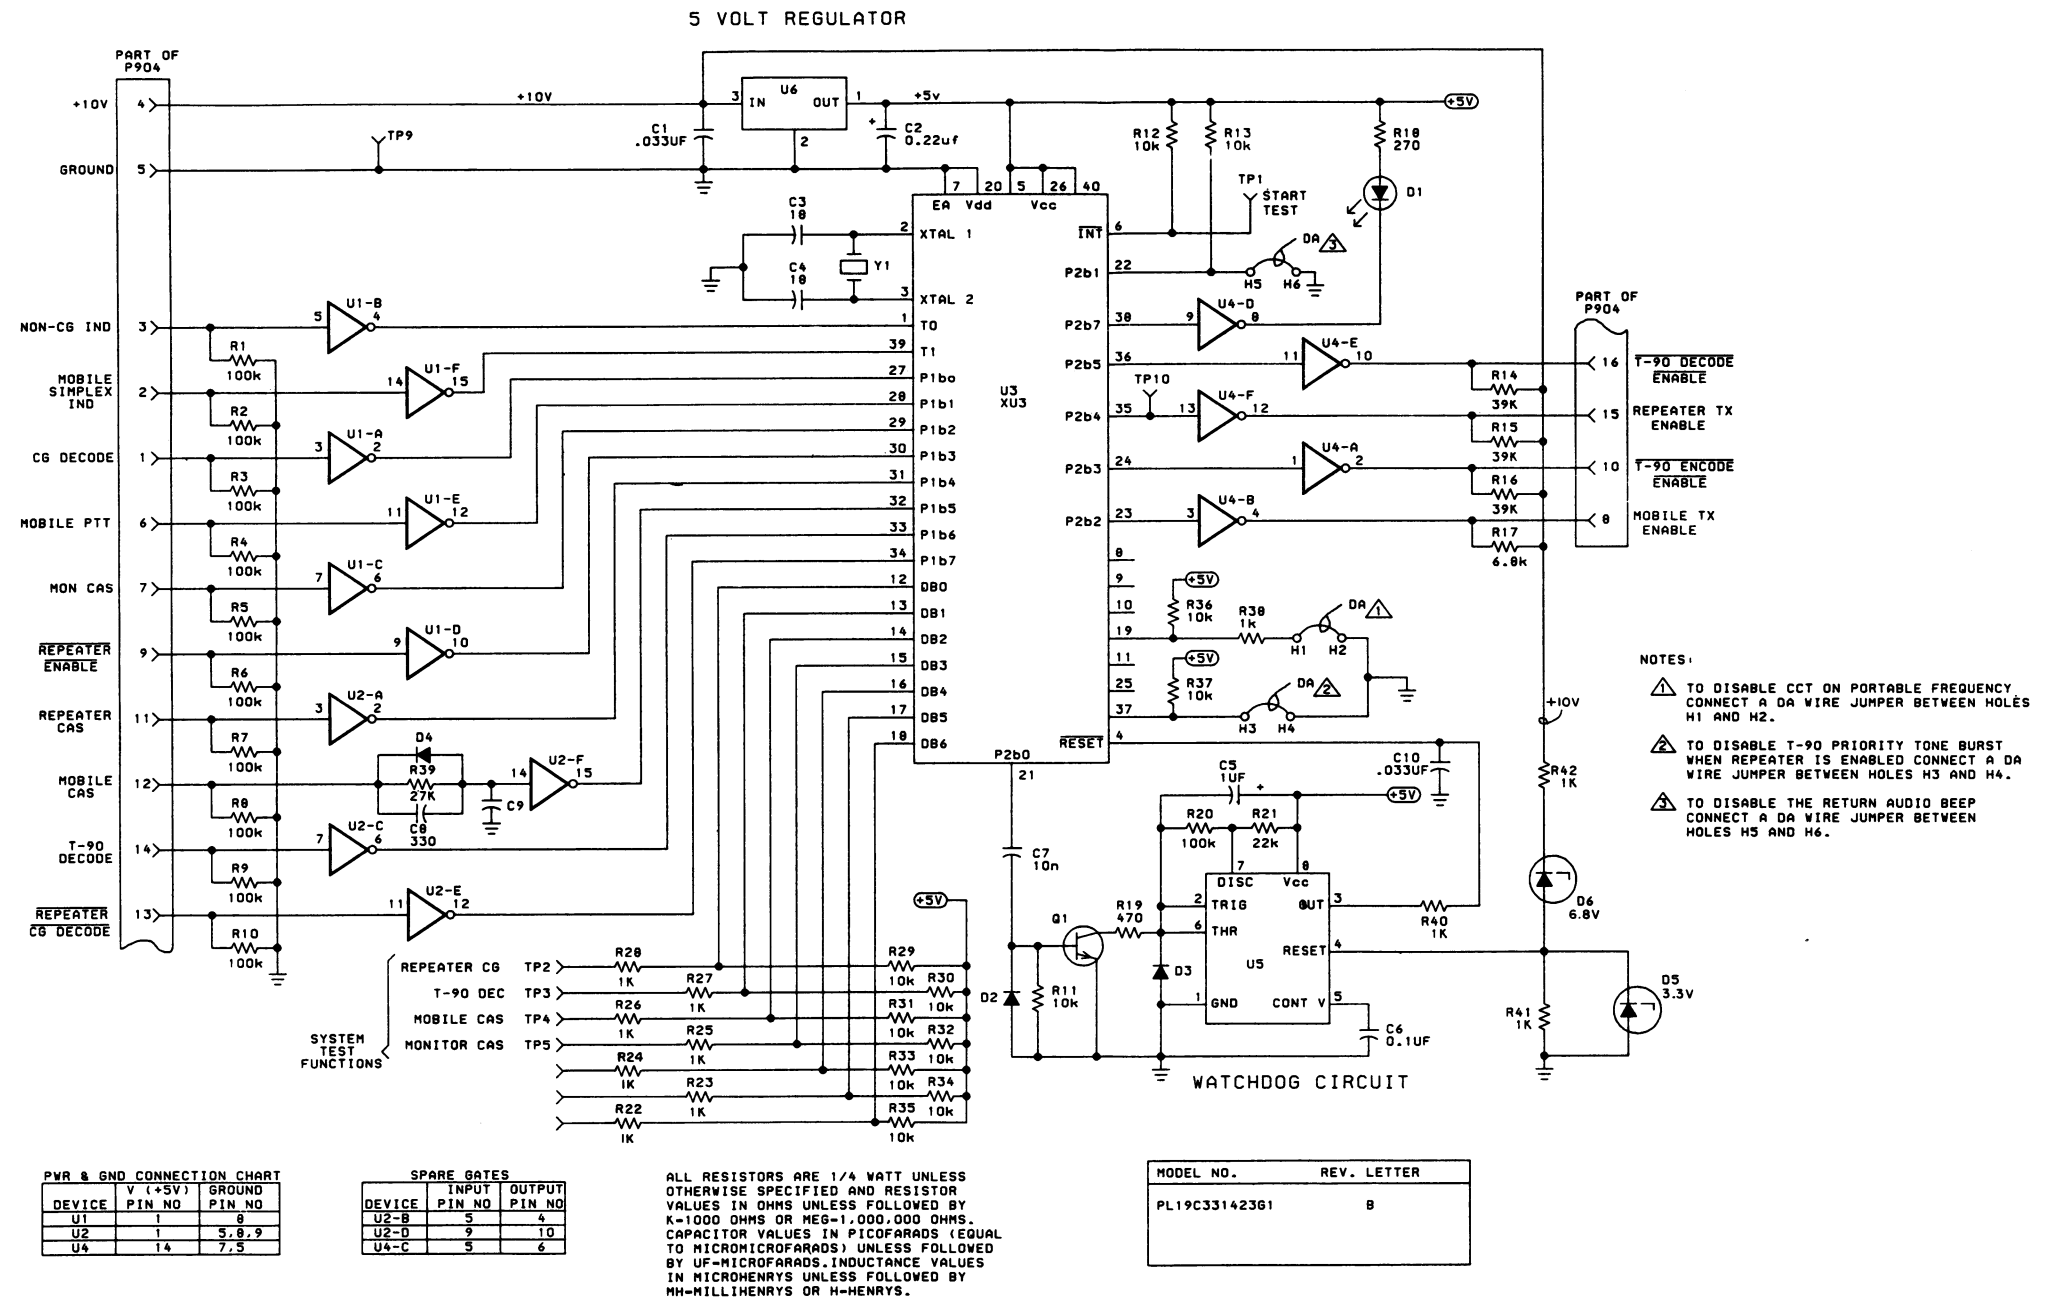 5 VOLT REGULATOR
PART OF
P904
+10V 4
+10V
3 IN U6 OUT 1
2
+5v
+5V
C1
.033UF
C2
+
0.22uf
TP9
GROUND 5
R12
10k
R13
10k
R18
270
D1
TP1
START
TEST
7 20 5 26 40
EA Vdd Vcc
C3
18
C4
18
Y1
2 XTAL 1
3 XTAL 2
1 T0
39 T1
27 P1bo
28 P1b1
29 P1b2
30 P1b3
31 P1b4
32 P1b5
33 P1b6
34 P1b7
12 DB0
13 DB1
14 DB2
15 DB3
16 DB4
17 DB5
18 DB6
U3
XU3
P2b0
21
INT 6
P2b1 22
P2b7 38
P2b5 36
P2b4 35
P2b3 24
P2b2 23
8
9
10
19
11
25
37
RESET 4
DA 3
H5 H6
9 U4-D 8
11 U4-E 10
TP10
13 U4-F 12
1 U4-A 2
3 U4-B 4
R14
39K
R15
39K
R16
39K
R17
6.8k
PART OF
P904
16 T-90 DECODE
ENABLE
15 REPEATER TX
ENABLE
10 T-90 ENCODE
ENABLE
8 MOBILE TX
ENABLE
NON-CG IND 3
5 U1-B 4
R1
100k
MOBILE
SIMPLEX 2
IND
14 U1-F 15
R2
100k
CG DECODE 1
3 U1-A 2
R3
100k
MOBILE PTT 6
11 U1-E 12
R4
100k
MON CAS 7
7 U1-C 6
R5
100k
REPEATER
ENABLE 9
9 U1-D 10
R6
100k
REPEATER
CAS 11
3 U2-A 2
R7
100k
MOBILE
CAS 12
D4
R39
27K
C8
330
C9
14 U2-F 15
R8
100k
T-90
DECODE 14
7 U2-C 6
R9
100k
REPEATER
CG DECODE 13
11 U2-E 12
R10
100k
+5V
R36
10k
R38
1k
DA 1
H1 H2
+5V
R37
10k
DA 2
H3 H4
C10
.033UF
C5
1UF +
+5V
R20
100k
R21
22k
7 8
DISC Vcc
2 TRIG
6 THR
1 GND
U5
OUT 3
RESET 4
CONT V 5
R40
1K
C7
10n
Q1
R19
470
D2
R11
10k
D3
C6
0.1UF
WATCHDOG CIRCUIT
+10V
R42
1K
D6
6.8V
D5
3.3V
R41
1K
NOTES:
1 TO DISABLE CCT ON PORTABLE FREQUENCY
CONNECT A DA WIRE JUMPER BETWEEN HOLES
H1 AND H2.
2 TO DISABLE T-90 PRIORITY TONE BURST
WHEN REPEATER IS ENABLED CONNECT A DA
WIRE JUMPER BETWEEN HOLES H3 AND H4.
3 TO DISABLE THE RETURN AUDIO BEEP
CONNECT A DA WIRE JUMPER BETWEEN
HOLES H5 AND H6.
+5V
SYSTEM
TEST
FUNCTIONS
REPEATER CG TP2
R28
1K
R29
10k
T-90 DEC TP3
R27
1K
R30
10k
MOBILE CAS TP4
R26
1K
R31
10k
MONITOR CAS TP5
R25
1K
R32
10k
R24
1K
R33
10k
R23
1K
R34
10k
R22
1K
R35
10k
PWR & GND CONNECTION CHART
DEVICE V (+5V) PIN NO GROUND PIN NO
U1 1 8
U2 1 5,8,9
U4 14 7,5
SPARE GATES
DEVICE INPUT PIN NO OUTPUT PIN NO
U2-B 5 4
U2-D 9 10
U4-C 5 6
ALL RESISTORS ARE 1/4 WATT UNLESS
OTHERWISE SPECIFIED AND RESISTOR
VALUES IN OHMS UNLESS FOLLOWED BY
K=1000 OHMS OR MEG=1,000,000 OHMS.
CAPACITOR VALUES IN PICOFARADS (EQUAL
TO MICROMICROFARADS) UNLESS FOLLOWED
BY UF=MICROFARADS.INDUCTANCE VALUES
IN MICROHENRYS UNLESS FOLLOWED BY
MH=MILLIHENRYS OR H=HENRYS.
MODEL NO. REV. LETTER
PL19C331423G1 B